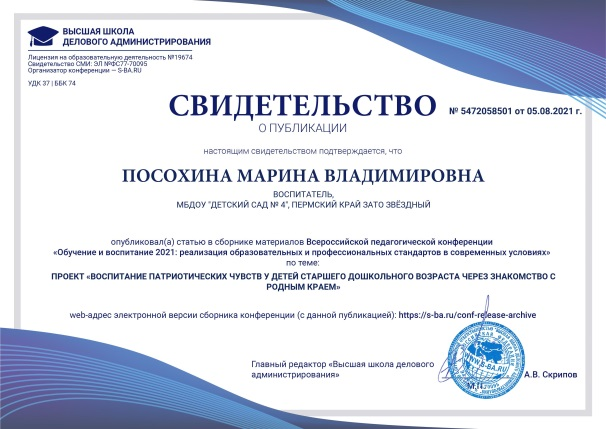 ВЫСШАЯ ШКОЛА
ДЕЛОВОГО АДМИНИСТРИРОВАНИЯ
Лицензия на образовательную деятельность №19674
Свидетельство СМИ: ЭЛ №ФС77-70095
Организатор конференции — S-BA.RU
УДК 37 | ББК 74
СВИДЕТЕЛЬСТВО
№ 5472058501 от 05.08.2021 г.
О ПУБЛИКАЦИИ
настоящим свидетельством подтверждается, что
ПОСОХИНА МАРИНА ВЛАДИМИРОВНА
ВОСПИТАТЕЛЬ,
МБДОУ "ДЕТСКИЙ САД № 4", ПЕРМСКИЙ КРАЙ ЗАТО ЗВЁЗДНЫЙ
опубликовал(а) статью в сборнике материалов Всероссийской педагогической конференции
«Обучение и воспитание 2021: реализация образовательных и профессиональных стандартов в современных условиях»
по теме:
ПРОЕКТ «ВОСПИТАНИЕ ПАТРИОТИЧЕСКИХ ЧУВСТВ У ДЕТЕЙ СТАРШЕГО ДОШКОЛЬНОГО ВОЗРАСТА ЧЕРЕЗ ЗНАКОМСТВО С
РОДНЫМ КРАЕМ»
web-адрес электронной версии сборника конференции (с данной публикацией): https://s-ba.ru/conf-release-archive
Главный редактор «Высшая школа делового
администрирования»
WWW.S-BA.RU
М.П.
А.В. Скрипов